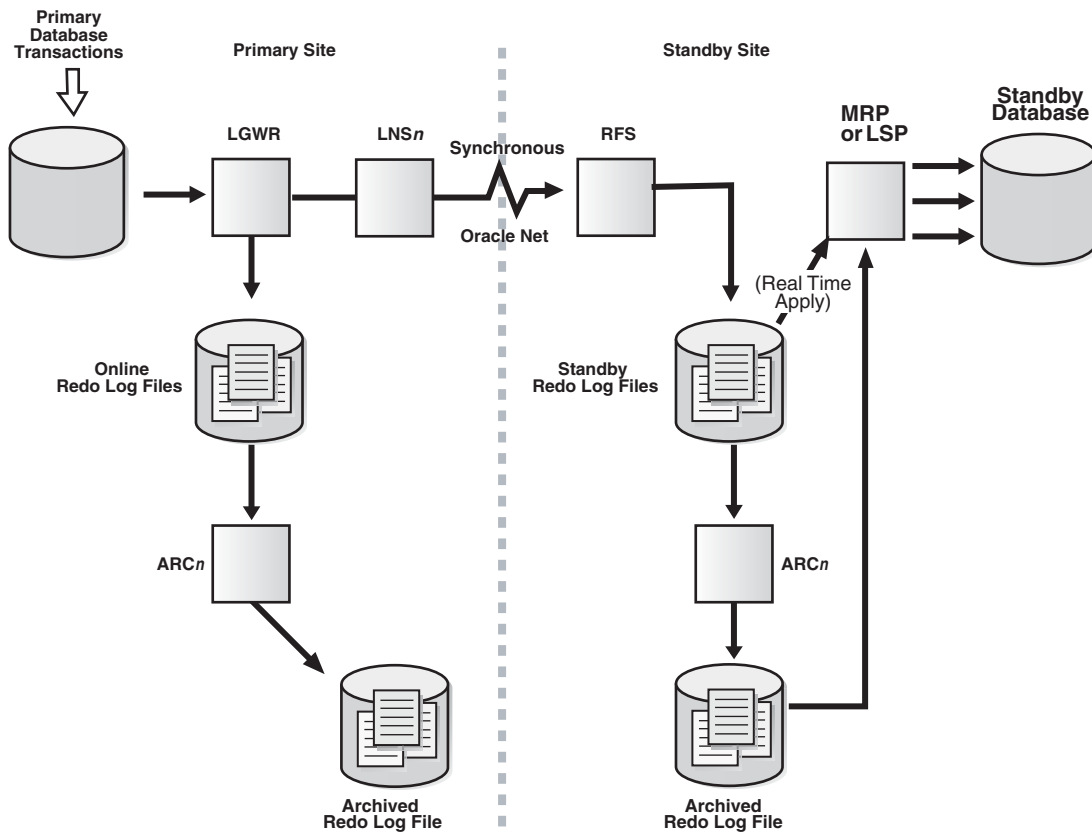 Primary
Database
Transactions
Primary Site
Standby Site
LGWR
LNSn
Synchronous
Oracle Net
RFS
MRP
or LSP
Standby
Database
(Real Time
Apply)
Online
Redo Log Files
Standby
Redo Log Files
ARCn
ARCn
Archived
Redo Log File
Archived
Redo Log File